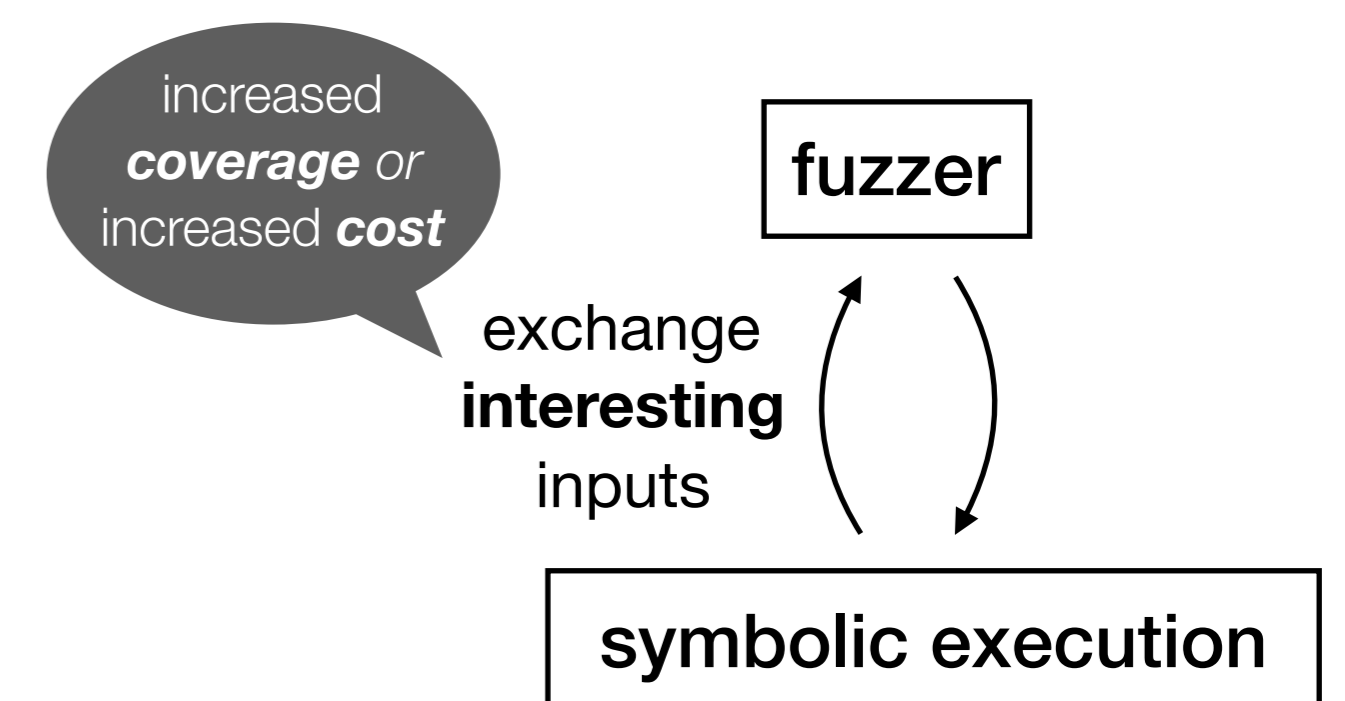 increased
coverage or
increased cost
fuzzer
exchange
interesting
inputs
symbolic execution